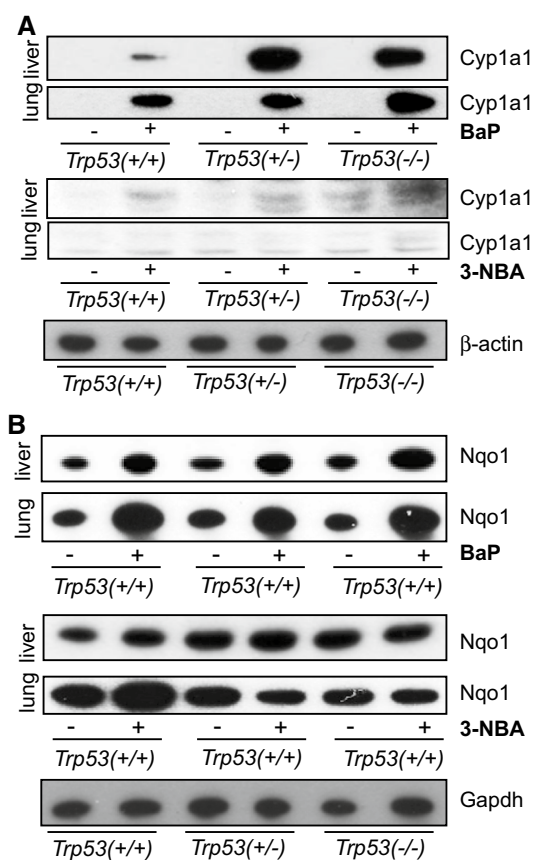 A
liver Cyp1a1
lung Cyp1a1
- + - + - + BaP
Trp53(+/+) Trp53(+/-) Trp53(-/-)
liver Cyp1a1
lung Cyp1a1
- + - + - + 3-NBA
Trp53(+/+) Trp53(+/-) Trp53(-/-)
β-actin
Trp53(+/+) Trp53(+/-) Trp53(-/-)
B
liver Nqo1
lung Nqo1
- + - + - + BaP
Trp53(+/+) Trp53(+/+) Trp53(+/+)
liver Nqo1
lung Nqo1
- + - + - + 3-NBA
Trp53(+/+) Trp53(+/+) Trp53(+/+)
Gapdh
Trp53(+/+) Trp53(+/-) Trp53(-/-)